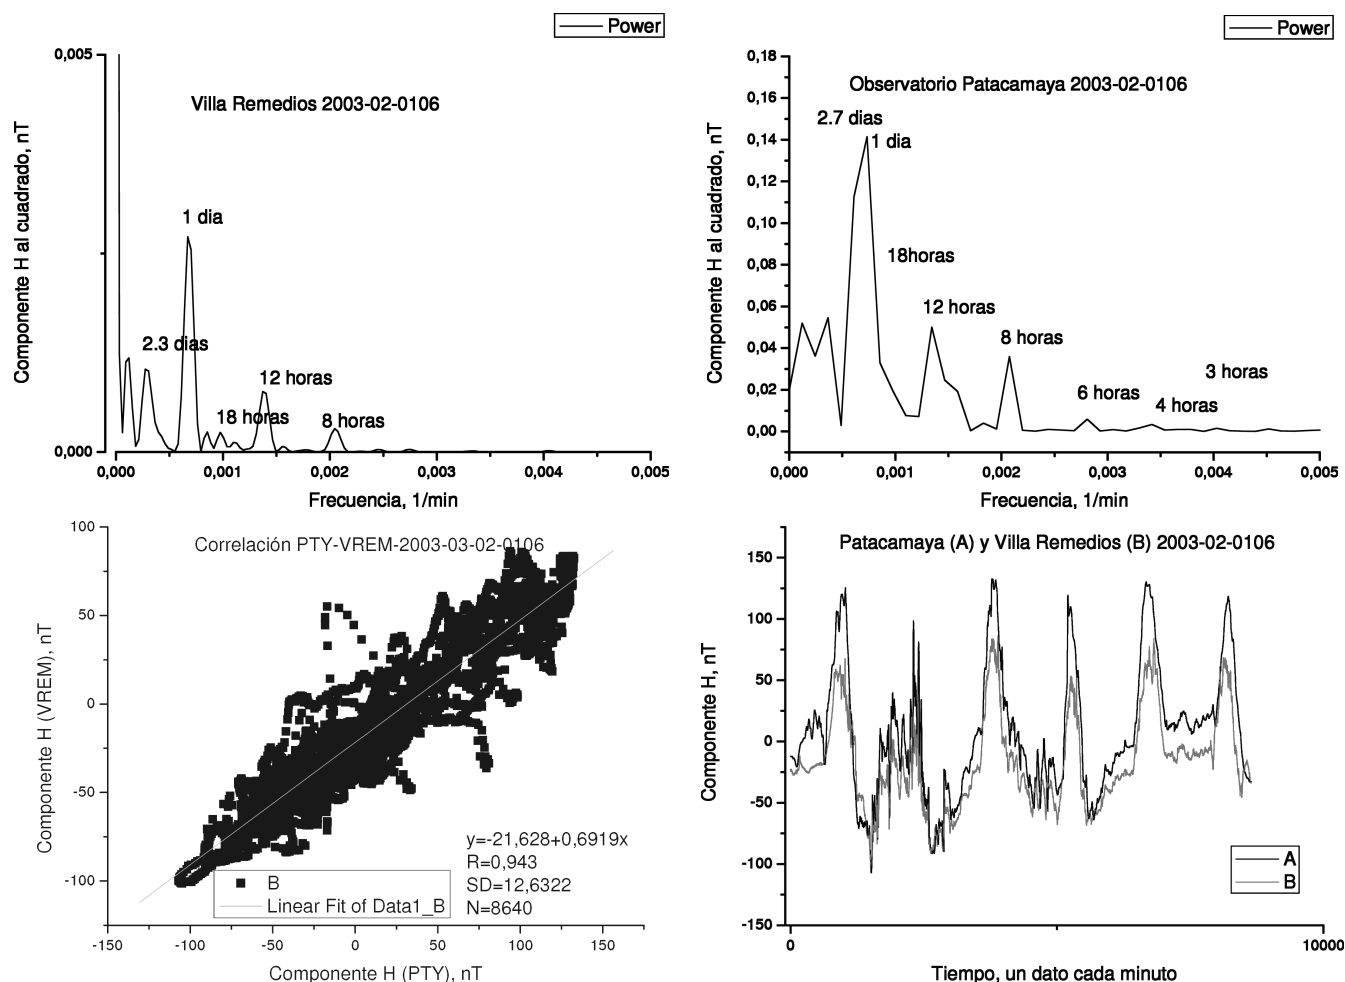 Power
Villa Remedios 2003-02-0106
Componente H al cuadrado, nT
0,005
0,000
1 dia
2.3 dias
18 horas
12 horas
8 horas
0,000 0,001 0,002 0,003 0,004 0,005
Frecuencia, 1/min
Power
Observatorio Patacamaya 2003-02-0106
Componente H al cuadrado, nT
0,18
0,16
0,14
0,12
0,10
0,08
0,06
0,04
0,02
0,00
2.7 dias
1 dia
18horas
12 horas
8 horas
6 horas
4 horas
3 horas
0,000 0,001 0,002 0,003 0,004 0,005
Frecuencia, 1/min
Correlación PTY-VREM-2003-03-02-0106
Componente H (VREM), nT
100
50
0
-50
-100
y=-21,628+0,6919x
R=0,943
SD=12,6322
N=8640
B
Linear Fit of Data1_B
-150 -100 -50 0 50 100 150
Componente H (PTY), nT
Patacamaya (A) y Villa Remedios (B) 2003-02-0106
Componente H, nT
150
100
50
0
-50
-100
-150
A
B
0 10000
Tiempo, un dato cada minuto